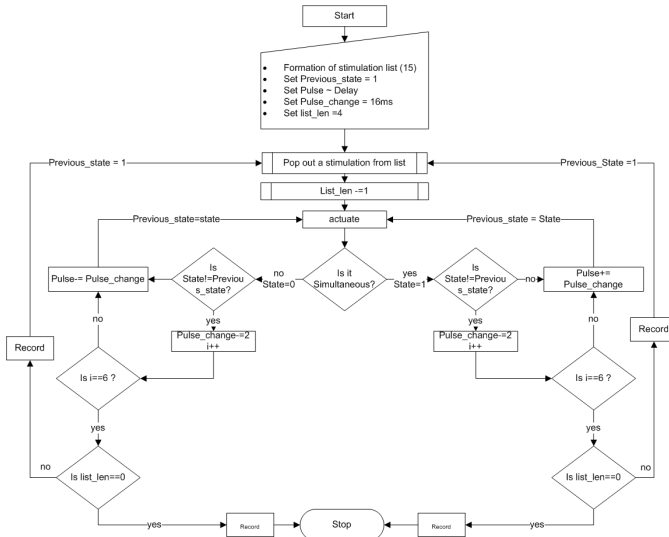 Start
• Formation of stimulation list (15)
• Set Previous_state = 1
• Set Pulse ~ Delay
• Set Pulse_change = 16ms
• Set list_len =4
Previous_state = 1
Pop out a stimulation from list
Previous_State =1
List_len -=1
Previous_state=state
actuate
Previous_state = State
Pulse-= Pulse_change
Is
State!=Previou
s_state?
no
State=0
Is it
Simultaneous?
yes
State=1
Is
State!=Previou
s_state?
no
Pulse+=
Pulse_change
no
yes
yes
no
Record
Pulse_change-=2
i++
Pulse_change-=2
i++
Record
Is i==6 ?
Is i==6 ?
yes
yes
no
Is list_len==0
Is list_len==0
no
yes
Record
Stop
Record
yes